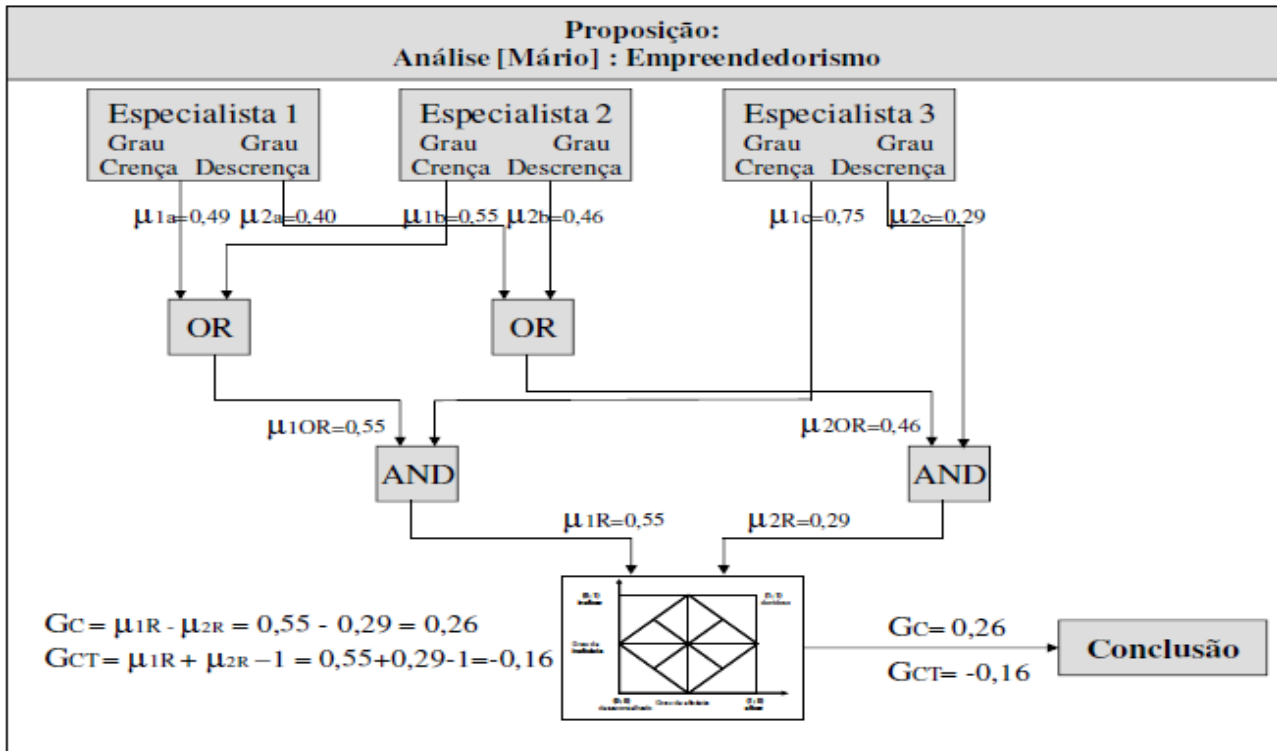 Proposição:
Análise [Mário] : Empreendedorismo
Especialista 1
Grau Grau
Crença Descrença
Especialista 2
Grau Grau
Crença Descrença
Especialista 3
Grau Grau
Crença Descrença
μ1a=0,49 μ2a=0,40 μ1b=0,55 μ2b=0,46 μ1c=0,75 μ2c=0,29
OR OR
μ1OR=0,55 μ2OR=0,46
AND AND
μ1R=0,55 μ2R=0,29
GC = μ1R - μ2R = 0,55 - 0,29 = 0,26
GCT = μ1R + μ2R −1 = 0,55+0,29-1=-0,16
GC= 0,26
GCT= -0,16
Conclusão